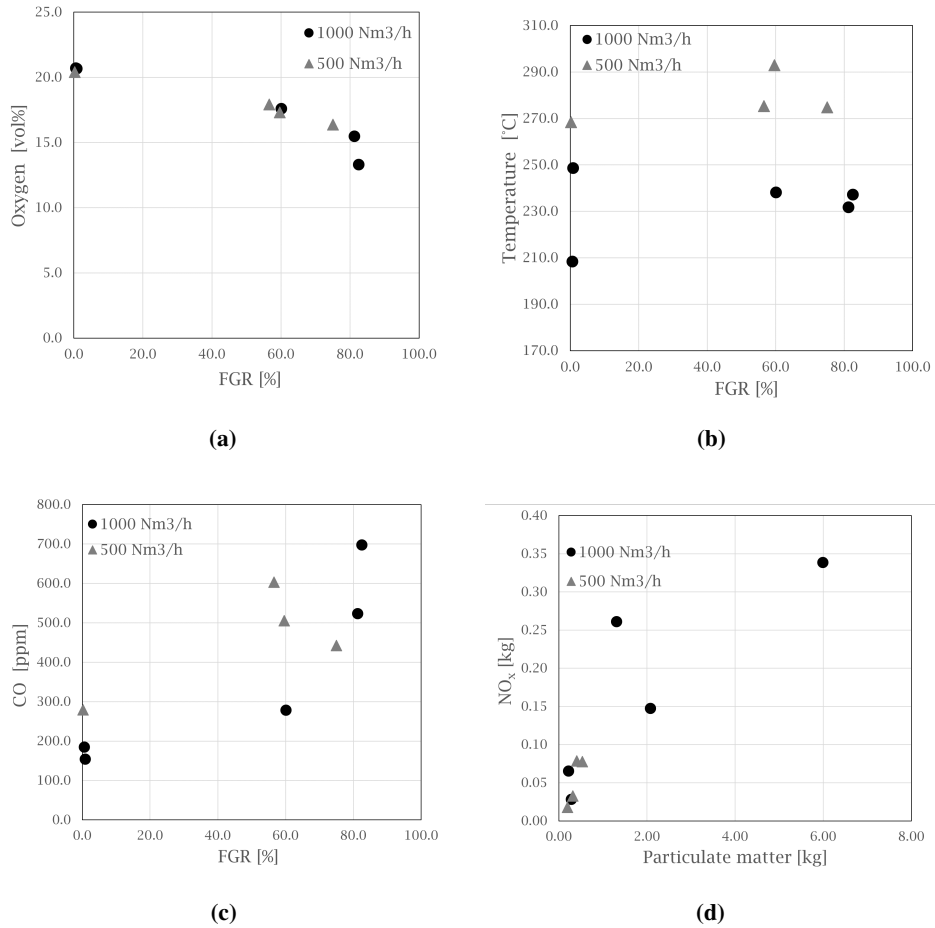 25.0
20.0
15.0
10.0
5.0
0.0
0.0 20.0 40.0 60.0 80.0 100.0
Oxygen [vol%]
FGR [%]
1000 Nm3/h
500 Nm3/h
(a)
310.0
290.0
270.0
250.0
230.0
210.0
190.0
170.0
0.0 20.0 40.0 60.0 80.0 100.0
Temperature [°C]
FGR [%]
1000 Nm3/h
500 Nm3/h
(b)
800.0
700.0
600.0
500.0
400.0
300.0
200.0
100.0
0.0
0.0 20.0 40.0 60.0 80.0 100.0
CO [ppm]
FGR [%]
1000 Nm3/h
500 Nm3/h
(c)
0.40
0.35
0.30
0.25
0.20
0.15
0.10
0.05
0.00
0.00 2.00 4.00 6.00 8.00
NOx [kg]
Particulate matter [kg]
1000 Nm3/h
500 Nm3/h
(d)